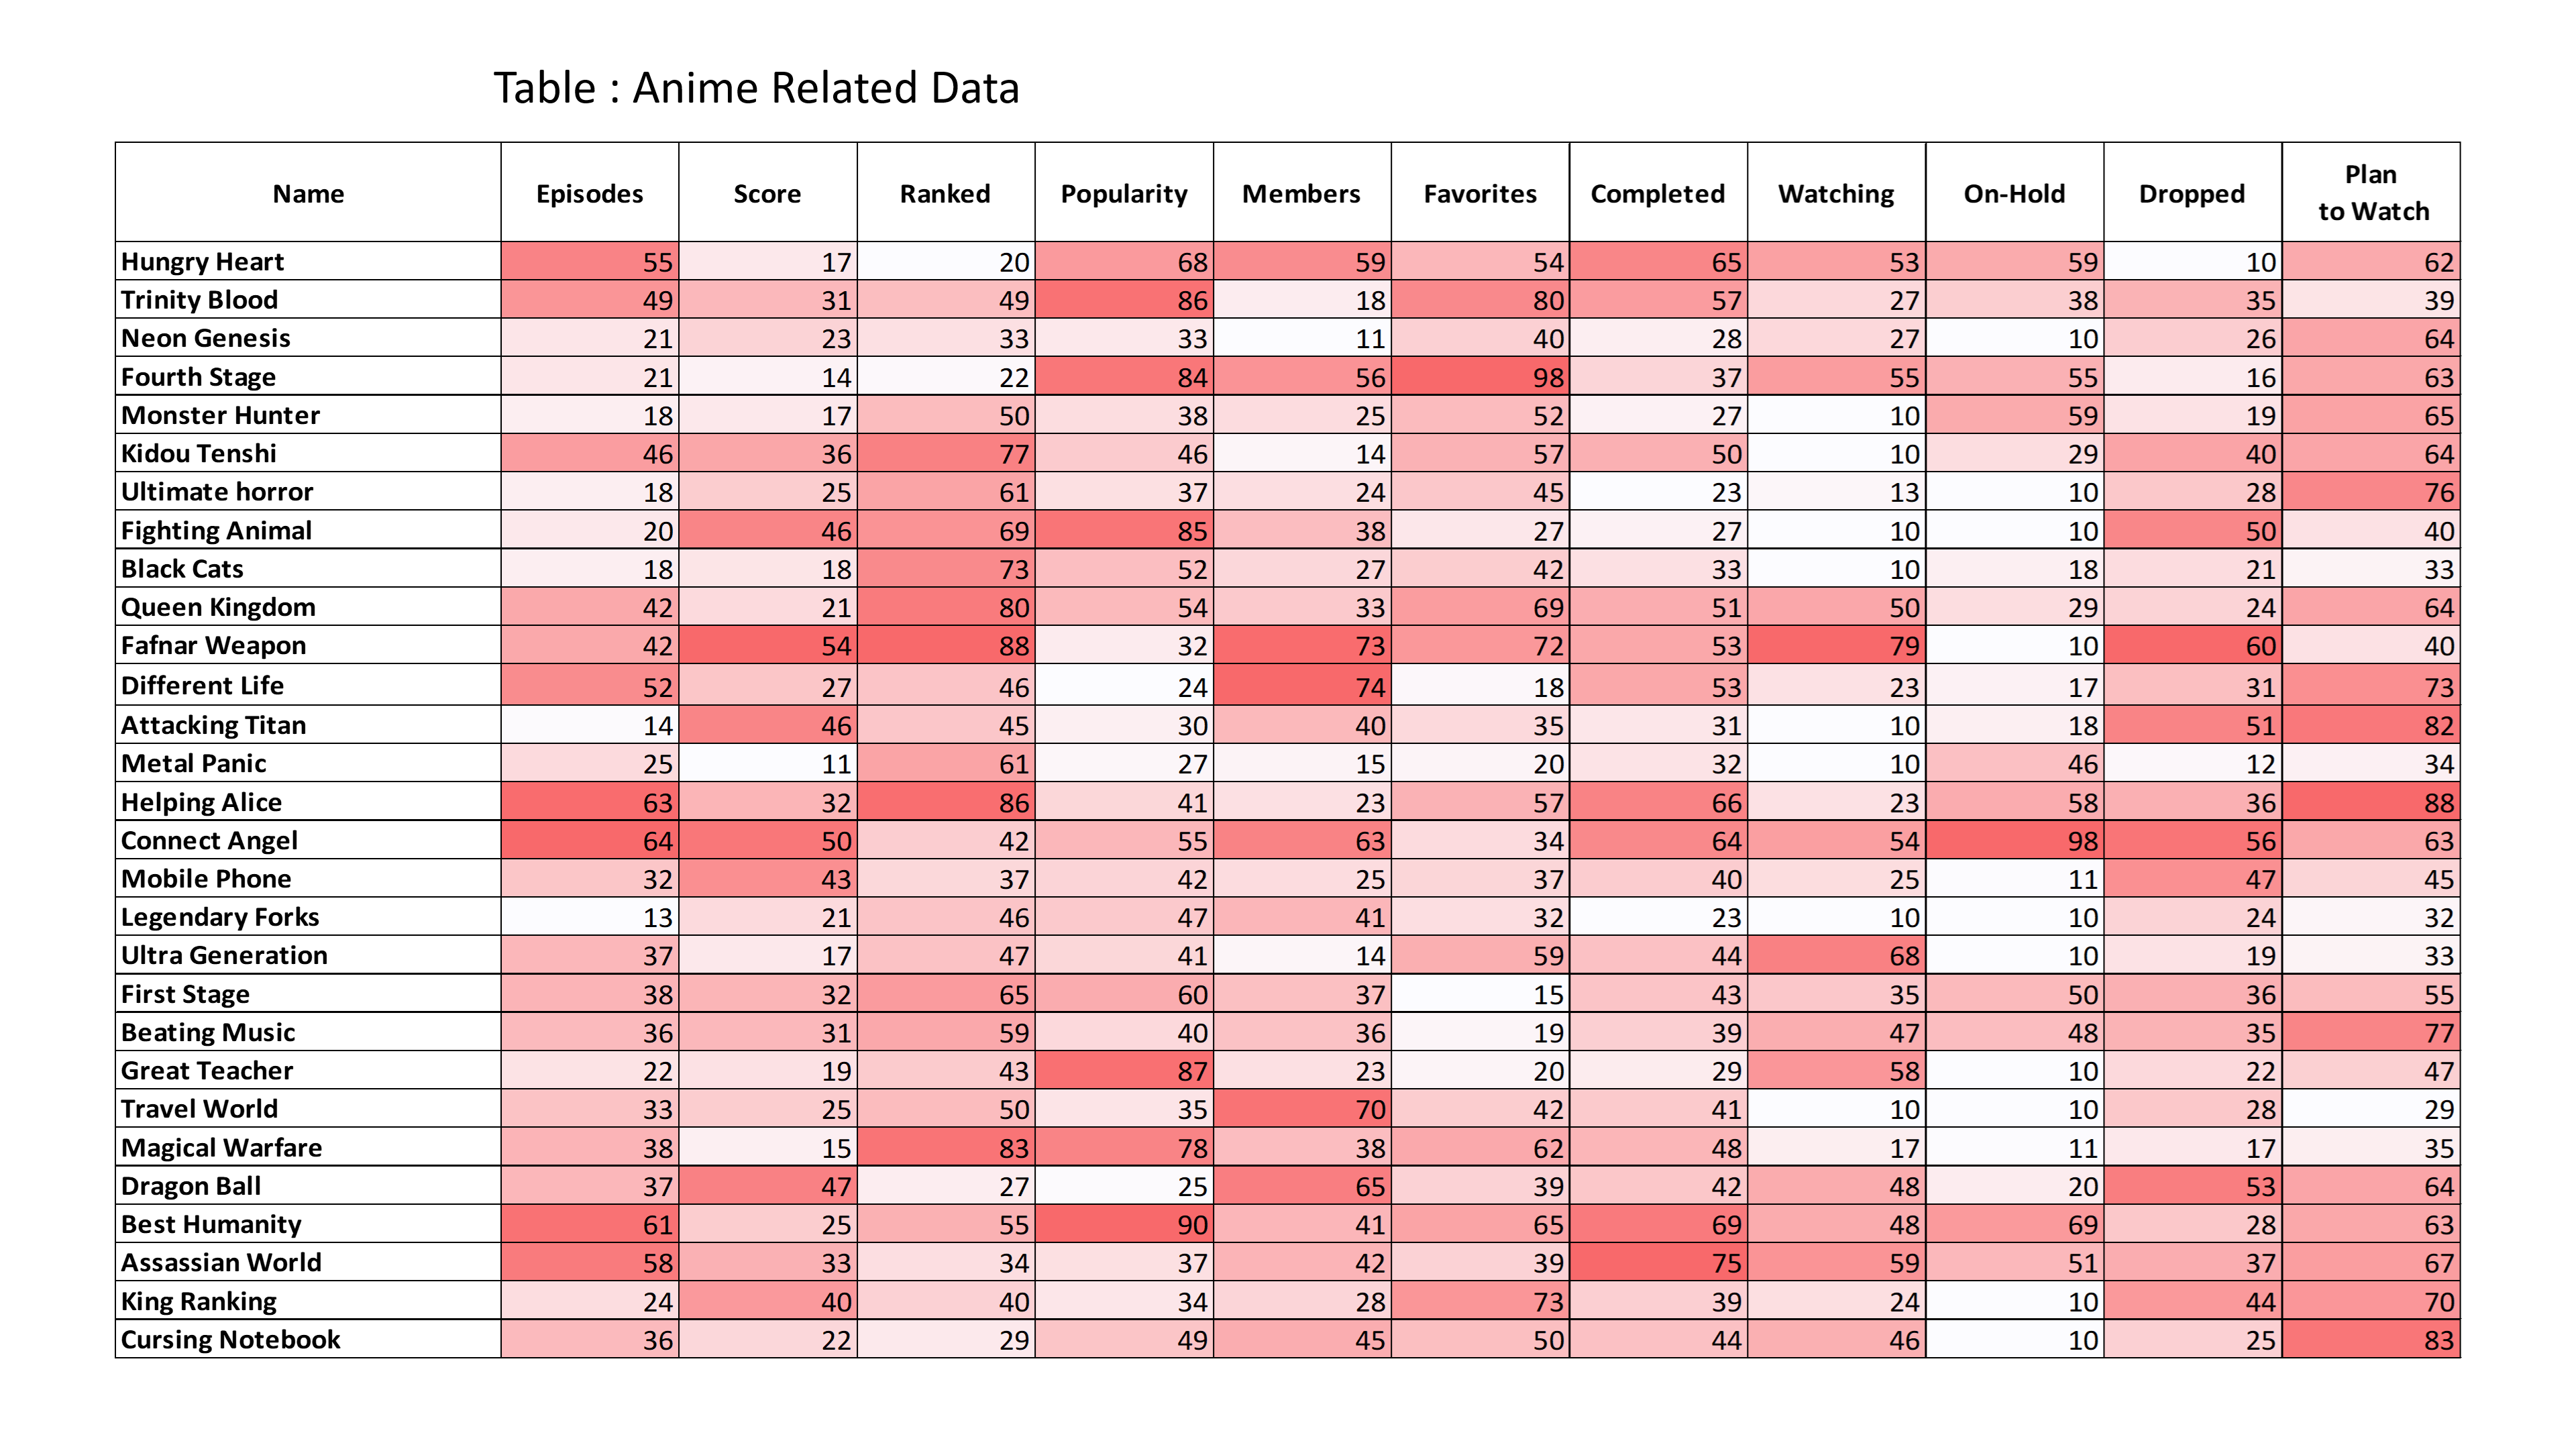 Table : Anime Related Data
Name Episodes Score Ranked Popularity Members Favorites Completed Watching On-Hold Dropped Plan
to Watch
Hungry Heart 55 17 20 68 59 54 65 53 59 10 62
Trinity Blood 49 31 49 86 18 80 57 27 38 35 39
Neon Genesis 21 23 33 33 11 40 28 27 10 26 64
Fourth Stage 21 14 22 84 56 98 37 55 55 16 63
Monster Hunter 18 17 50 38 25 52 27 10 59 19 65
Kidou Tenshi 46 36 77 46 14 57 50 10 29 40 64
Ultimate horror 18 25 61 37 24 45 23 13 10 28 76
Fighting Animal 20 46 69 85 38 27 27 10 10 50 40
Black Cats 18 18 73 52 27 42 33 10 18 21 33
Queen Kingdom 42 21 80 54 33 69 51 50 29 24 64
Fafnar Weapon 42 54 88 32 73 72 53 79 10 60 40
Different Life 52 27 46 24 74 18 53 23 17 31 73
Attacking Titan 14 46 45 30 40 35 31 10 18 51 82
Metal Panic 25 11 61 27 15 20 32 10 46 12 34
Helping Alice 63 32 86 41 23 57 66 23 58 36 88
Connect Angel 64 50 42 55 63 34 64 54 98 56 63
Mobile Phone 32 43 37 42 25 37 40 25 11 47 45
Legendary Forks 13 21 46 47 41 32 23 10 10 24 32
Ultra Generation 37 17 47 41 14 59 44 68 10 19 33
First Stage 38 32 65 60 37 15 43 35 50 36 55
Beating Music 36 31 59 40 36 19 39 47 48 35 77
Great Teacher 22 19 43 87 23 20 29 58 10 22 47
Travel World 33 25 50 35 70 42 41 10 10 28 29
Magical Warfare 38 15 83 78 38 62 48 17 11 17 35
Dragon Ball 37 47 27 25 65 39 42 48 20 53 64
Best Humanity 61 25 55 90 41 65 69 48 69 28 63
Assassian World 58 33 34 37 42 39 75 59 51 37 67
King Ranking 24 40 40 34 28 73 39 24 10 44 70
Cursing Notebook 36 22 29 49 45 50 44 46 10 25 83